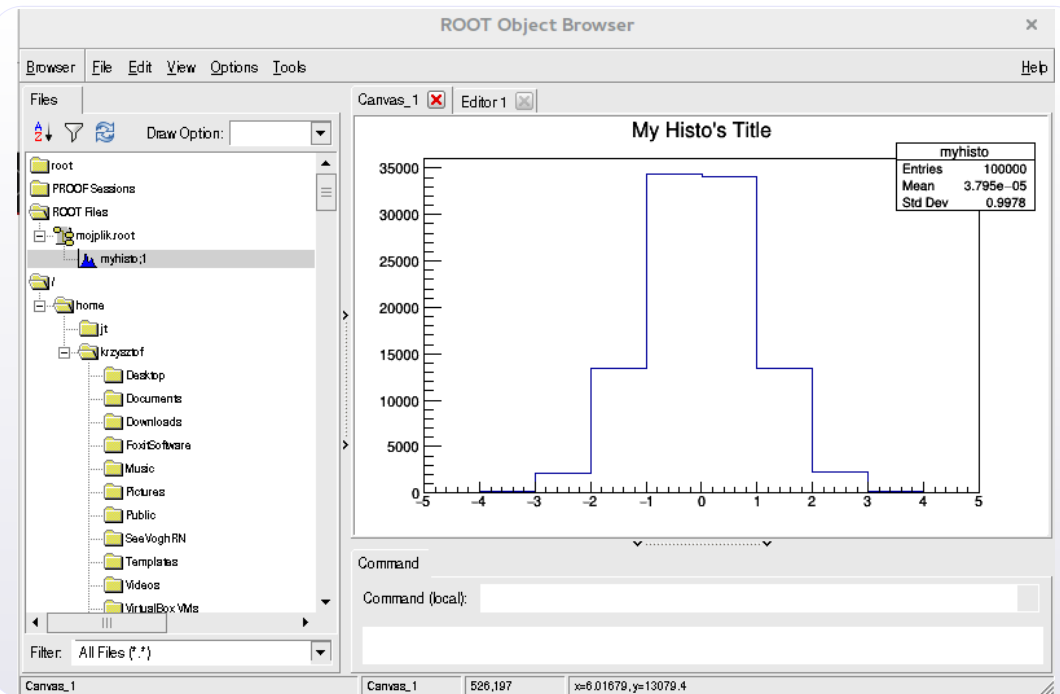 ROOT Object Browser
Browser File Edit View Options Tools Help
Files
Draw Option:
root
PROOF Sessions
ROOT Files
mojplik.root
myhisto;1
/
home
jt
krzysztof
Desktop
Documents
Downloads
FoxitSoftware
Music
Pictures
Public
SeeVoghRN
Templates
Videos
VirtualBox VMs
Filter: All Files (*.*)
Canvas_1 Editor 1
My Histo's Title
myhisto
Entries 100000
Mean 3.795e-05
Std Dev 0.9978
35000
30000
25000
20000
15000
10000
5000
0
-5 -4 -3 -2 -1 0 1 2 3 4 5
Command
Command (local):
Canvas_1 Canvas_1 526,197 x=6.01679, y=13079.4